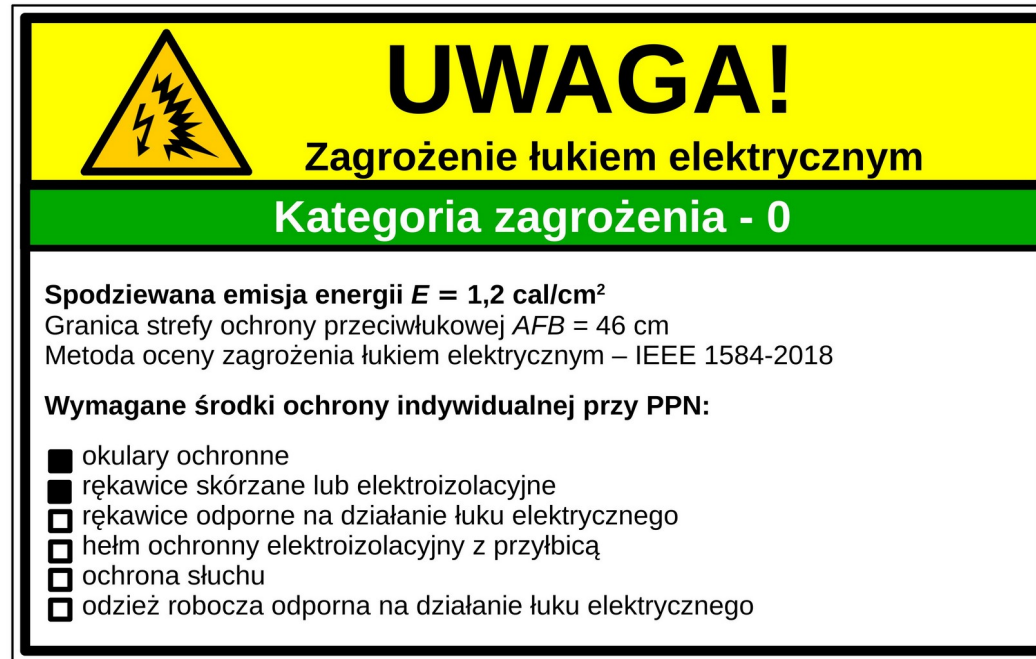 UWAGA!
Zagrożenie łukiem elektrycznym
Kategoria zagrożenia - 0
Spodziewana emisja energii E = 1,2 cal/cm²
Granica strefy ochrony przeciwłukowej AFB = 46 cm
Metoda oceny zagrożenia łukiem elektrycznym – IEEE 1584-2018
Wymagane środki ochrony indywidualnej przy PPN:
okulary ochronne
rękawice skórzane lub elektroizolacyjne
rękawice odporne na działanie łuku elektrycznego
hełm ochronny elektroizolacyjny z przyłbicą
ochrona słuchu
odzież robocza odporna na działanie łuku elektrycznego